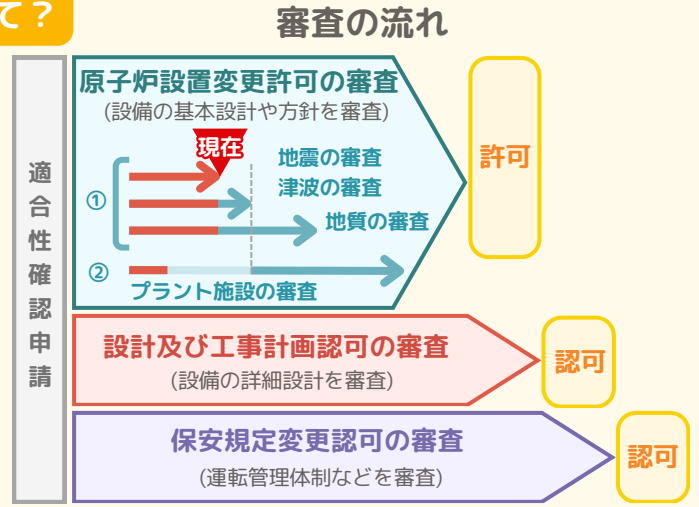 て？
審査の流れ
適合性確認申請
原子炉設置変更許可の審査
(設備の基本設計や方針を審査)
現在
地震の審査
津波の審査
地質の審査
①
②
プラント施設の審査
許可
設計及び工事計画認可の審査
(設備の詳細設計を審査)
認可
保安規定変更認可の審査
(運転管理体制などを審査)
認可